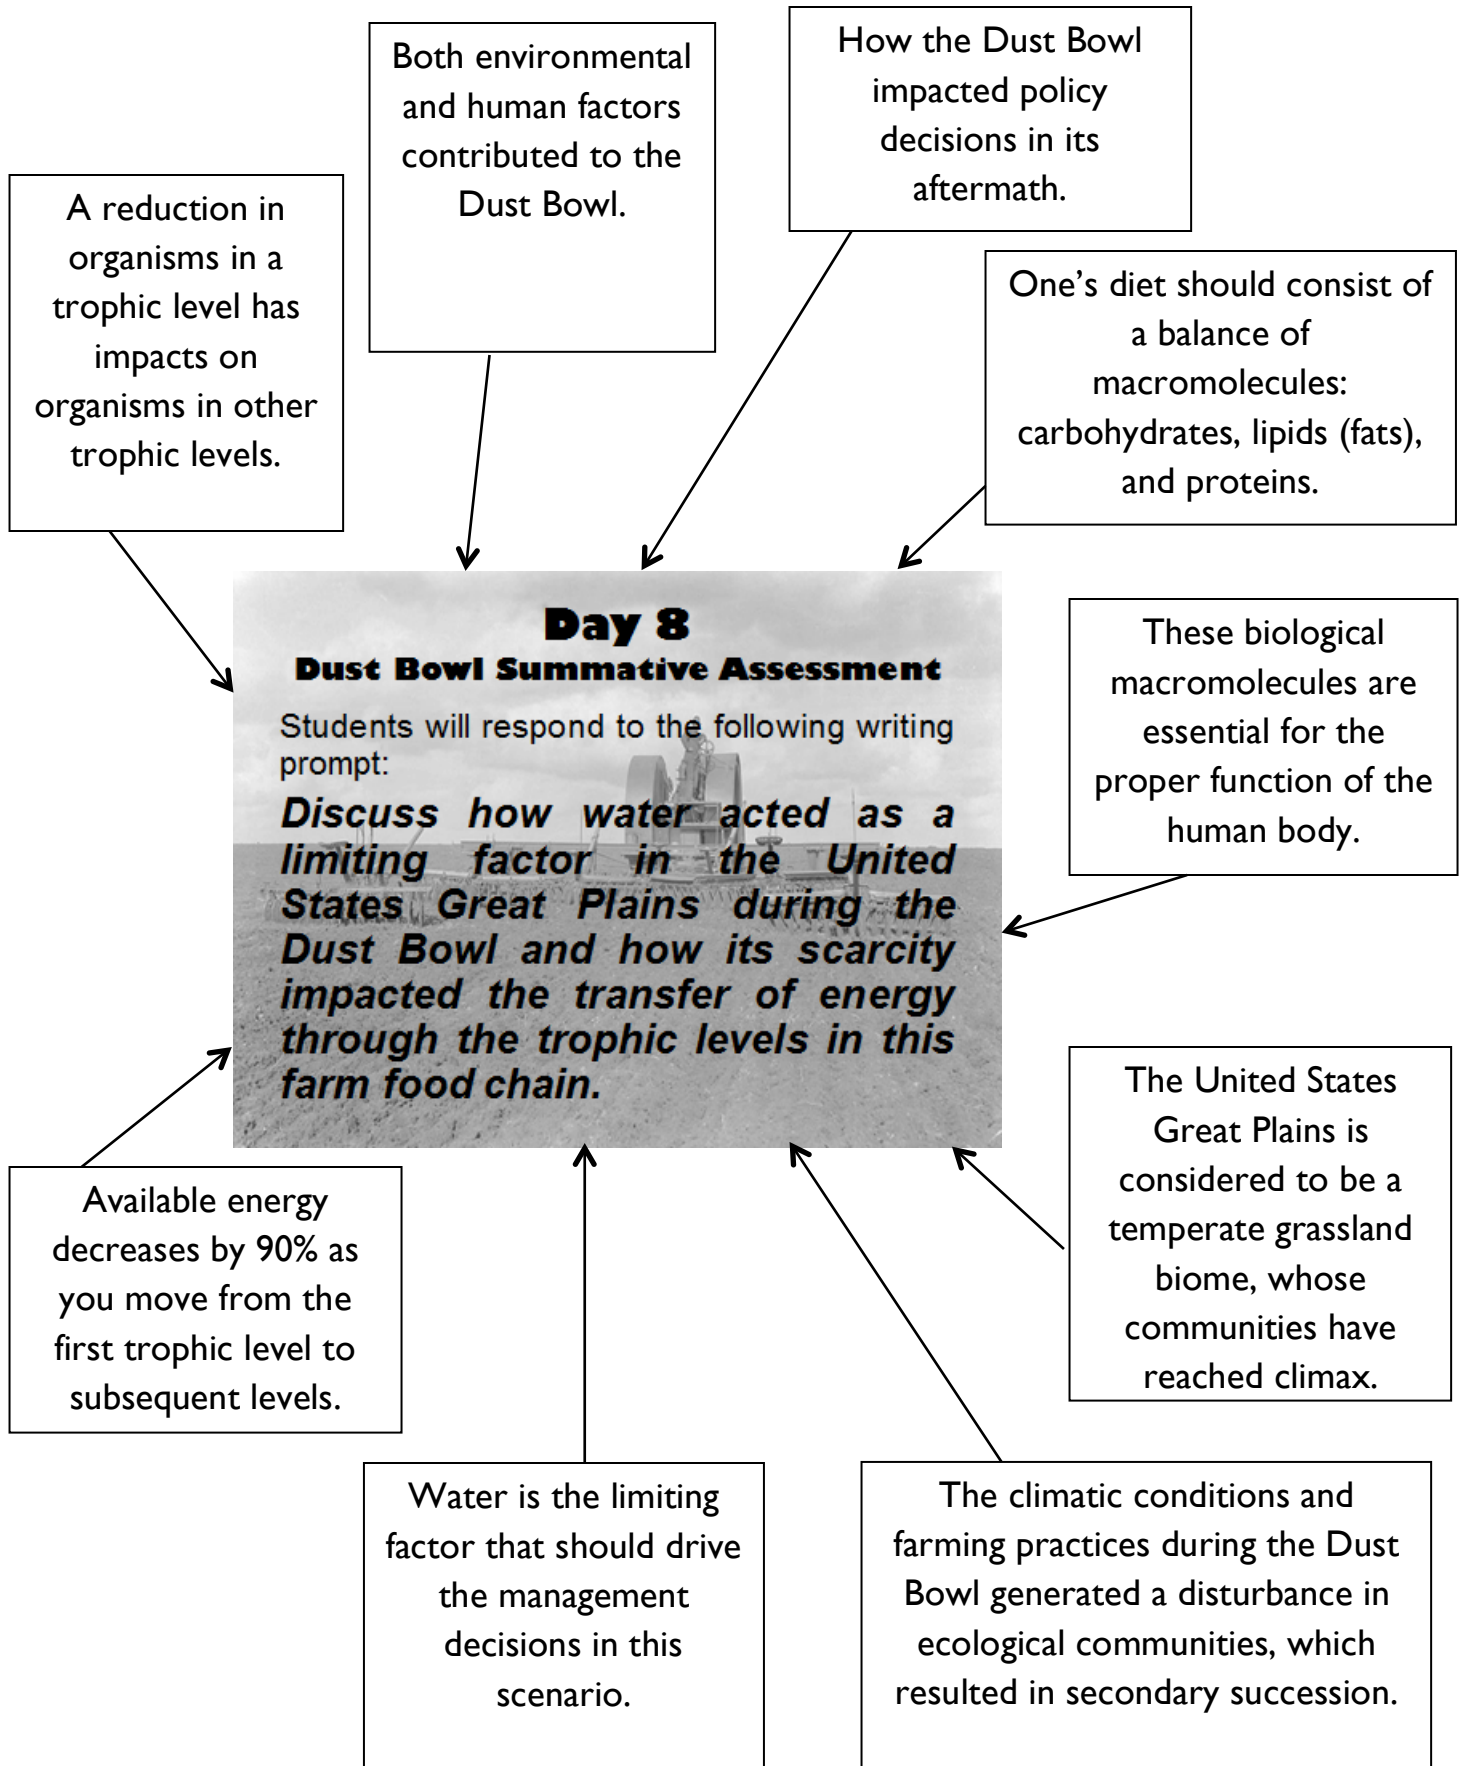 Both environmental
and human factors
contributed to the
Dust Bowl.
How the Dust Bowl
impacted policy
decisions in its
aftermath.
A reduction in
organisms in a
trophic level has
impacts on
organisms in other
trophic levels.
One’s diet should consist of
a balance of
macromolecules:
carbohydrates, lipids (fats),
and proteins.
Day 8
Dust Bowl Summative Assessment
Students will respond to the following writing
prompt:
Discuss how water acted as a
limiting factor in the United
States Great Plains during the
Dust Bowl and how its scarcity
impacted the transfer of energy
through the trophic levels in this
farm food chain.
These biological
macromolecules are
essential for the
proper function of the
human body.
The United States
Great Plains is
considered to be a
temperate grassland
biome, whose
communities have
reached climax.
Available energy
decreases by 90% as
you move from the
first trophic level to
subsequent levels.
Water is the limiting
factor that should drive
the management
decisions in this
scenario.
The climatic conditions and
farming practices during the Dust
Bowl generated a disturbance in
ecological communities, which
resulted in secondary succession.